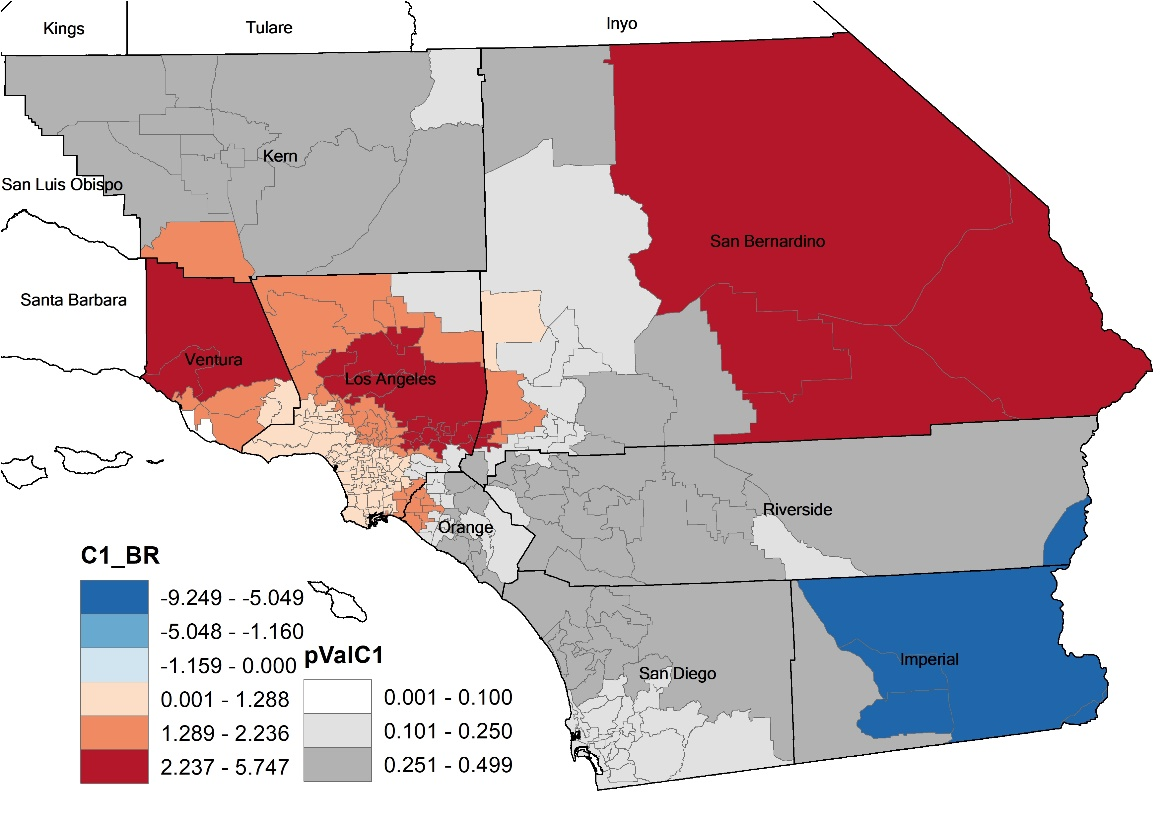 Kings
Tulare
Inyo
Kern
San Luis Obispo
San Bernardino
Santa Barbara
Ventura
Los Angeles
Riverside
Orange
Imperial
San Diego
C1_BR
-9.249 - -5.049
-5.048 - -1.160
-1.159 - 0.000
0.001 - 1.288
1.289 - 2.236
2.237 - 5.747
pValC1
0.001 - 0.100
0.101 - 0.250
0.251 - 0.499